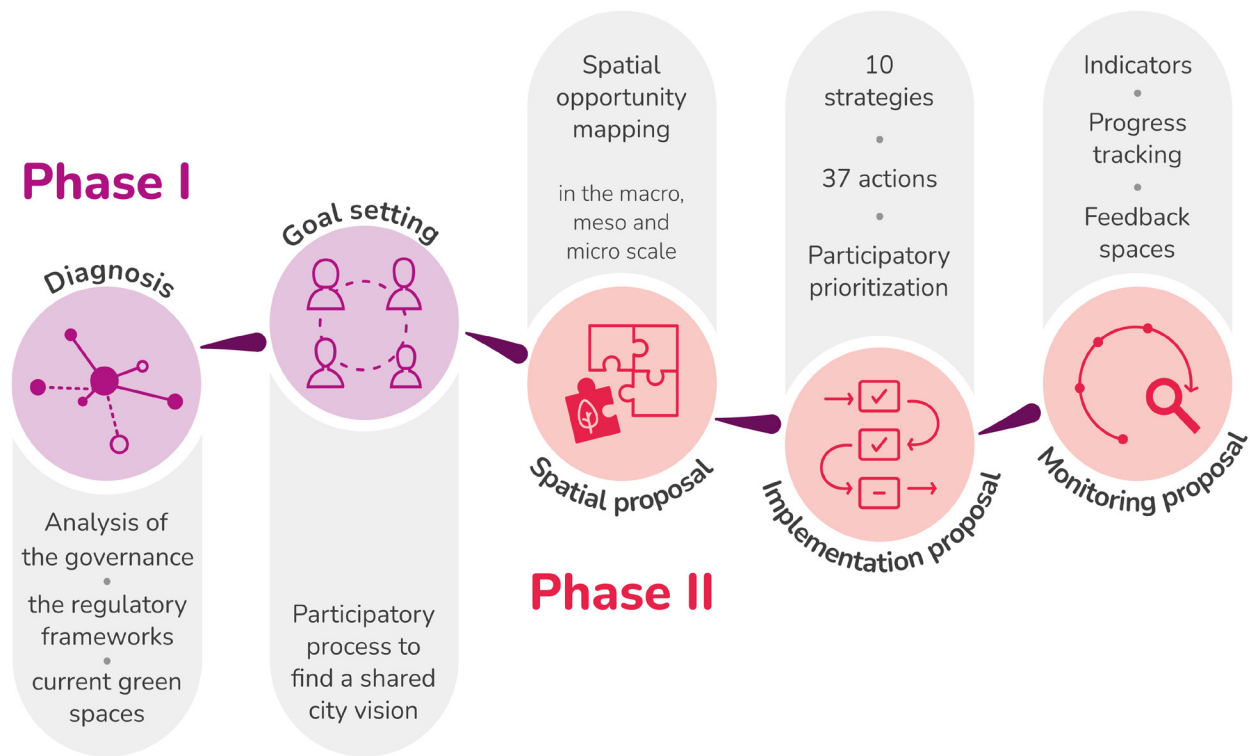 Phase I
Diagnosis
Analysis of
the governance
the regulatory
frameworks
current green
spaces
Goal setting
Participatory
process to
find a shared
city vision
Phase II
Spatial
opportunity
mapping
in the macro,
meso and
micro scale
Spatial proposal
10
strategies
37 actions
Participatory
prioritization
Implementation proposal
Indicators
Progress
tracking
Feedback
spaces
Monitoring proposal